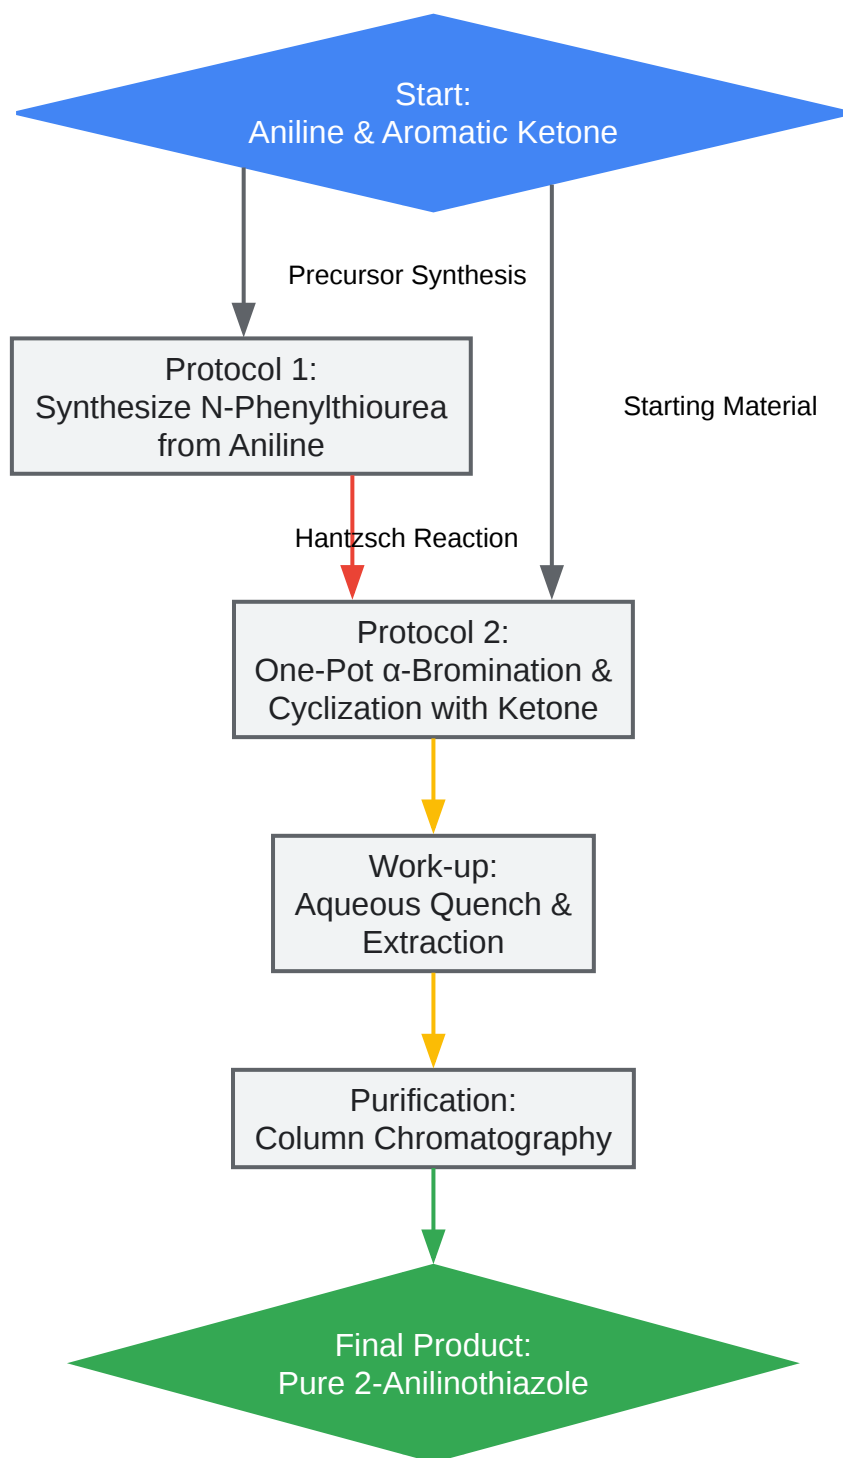 Start:
Aniline & Aromatic Ketone
Precursor Synthesis
Protocol 1:
Synthesize N-Phenylthiourea
from Aniline
Starting Material
Hantzsch Reaction
Protocol 2:
One-Pot α-Bromination &
Cyclization with Ketone
Work-up:
Aqueous Quench &
Extraction
Purification:
Column Chromatography
Final Product:
Pure 2-Anilinothiazole